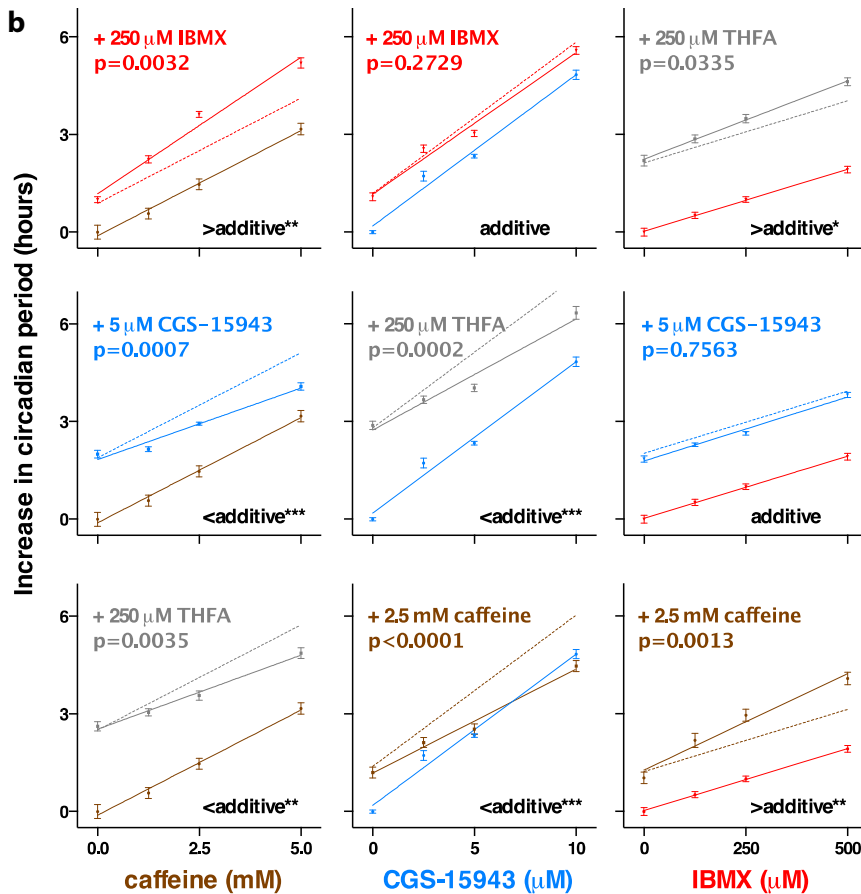 b
Increase in circadian period (hours)
+ 250 μM IBMX
p=0.0032
>additive**
+ 250 μM IBMX
p=0.2729
additive
+ 250 μM THFA
p=0.0335
>additive*
6
3
0
+ 5 μM CGS-15943
p=0.0007
<additive***
+ 250 μM THFA
p=0.0002
<additive***
+ 5 μM CGS-15943
p=0.7563
additive
6
3
0
+ 250 μM THFA
p=0.0035
<additive**
+ 2.5 mM caffeine
p<0.0001
<additive***
+ 2.5 mM caffeine
p=0.0013
>additive**
6
3
0
0.0 2.5 5.0
0 5 10
0 250 500
caffeine (mM)
CGS-15943 (μM)
IBMX (μM)